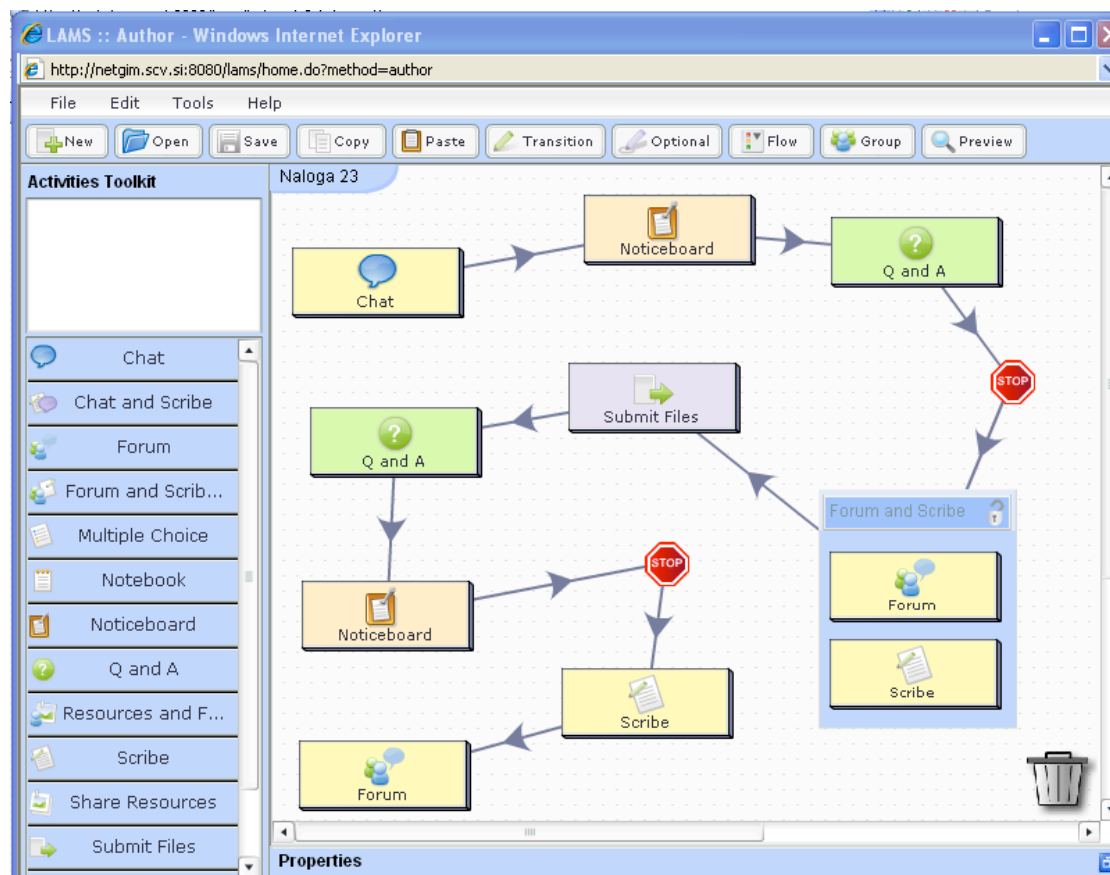 LAMS :: Author - Windows Internet Explorer
http://netgim.scv.si:8080/lams/home.do?method=author
File Edit Tools Help
New Open Save Copy Paste Transition Optional Flow Group Preview
Activities Toolkit
Naloga 23
Chat
Chat and Scribe
Forum
Forum and Scrib...
Multiple Choice
Notebook
Noticeboard
Q and A
Resources and F...
Scribe
Share Resources
Submit Files
Chat
Noticeboard
Q and A
STOP
Forum and Scribe
Forum
Scribe
Submit Files
Q and A
Noticeboard
STOP
Scribe
Forum
Properties